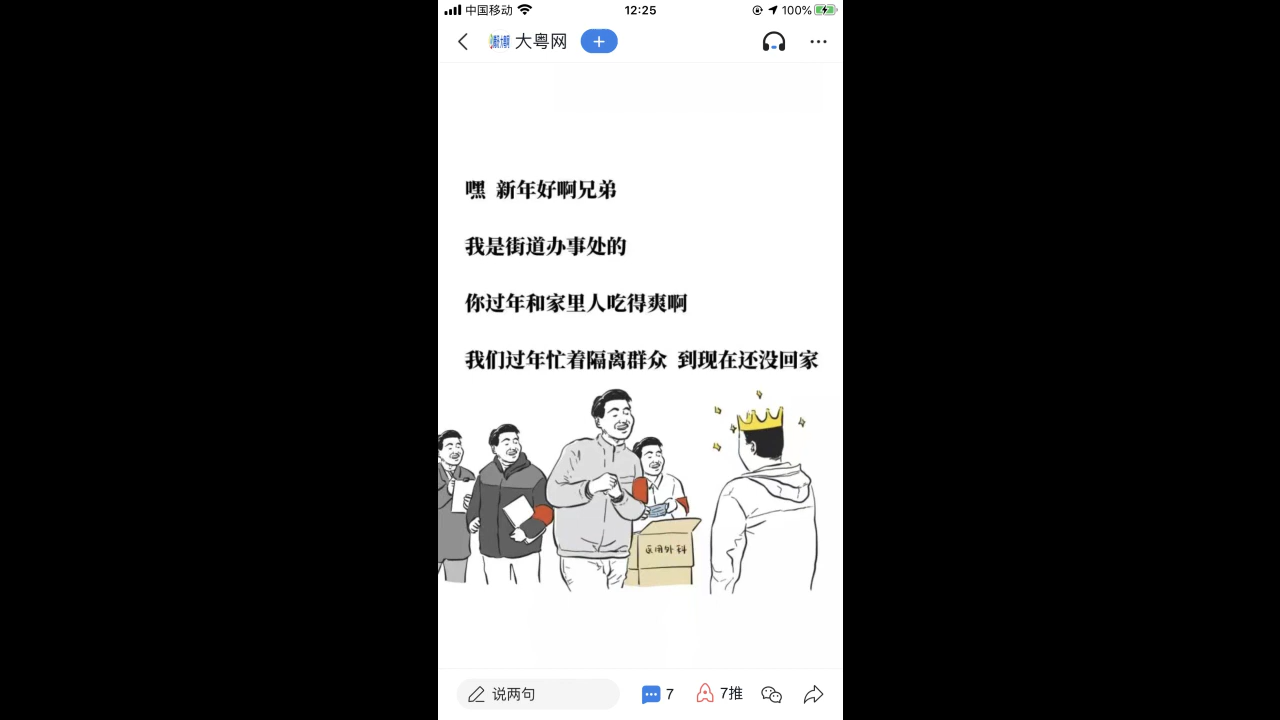 中国移动
12:25
100%
大粤网
嘿 新年好啊兄弟
我是街道办事处的
你过年和家里人吃得爽啊
我们过年忙着隔离群众 到现在还没回家
医用外科
说两句
7
7推